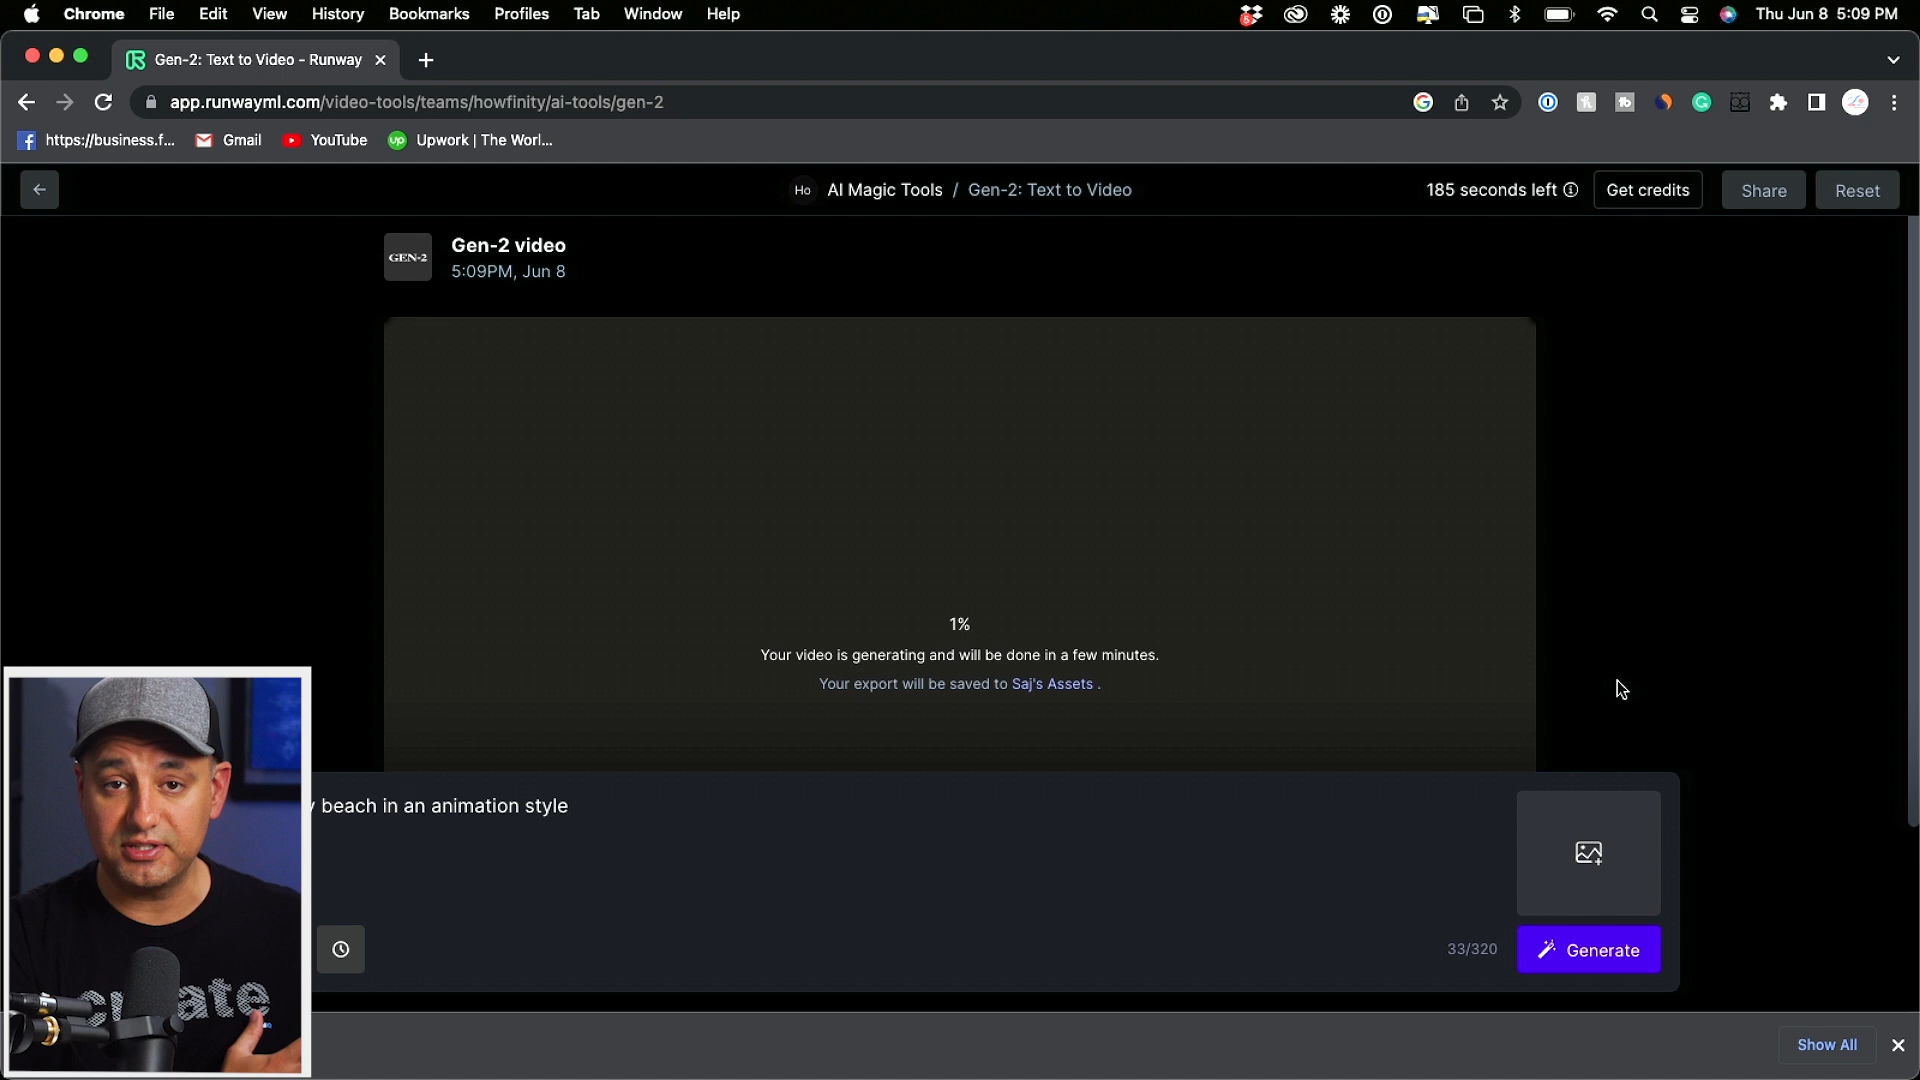 Chrome File Edit View History Bookmarks Profiles Tab Window Help
5
Thu Jun 8 5:09 PM
Gen-2: Text to Video - Runway
app.runwayml.com/video-tools/teams/howfinity/ai-tools/gen-2
https://business.f... Gmail YouTube Upwork | The Worl...
Ho AI Magic Tools / Gen-2: Text to Video
185 seconds left Get credits Share Reset
GEN-2
Gen-2 video
5:09PM, Jun 8
1%
Your video is generating and will be done in a few minutes.
Your export will be saved to Saj's Assets .
beach in an animation style
33/320
Generate
create
Show All